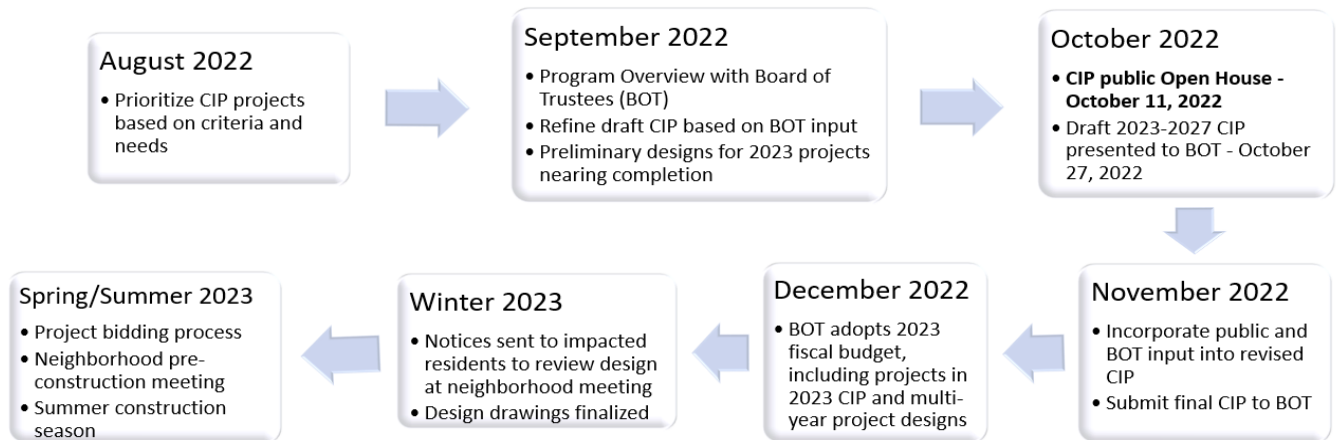 August 2022
• Prioritize CIP projects
based on criteria and
needs
September 2022
• Program Overview with Board of
Trustees (BOT)
• Refine draft CIP based on BOT input
• Preliminary designs for 2023 projects
nearing completion
October 2022
• CIP public Open House -
October 11, 2022
• Draft 2023-2027 CIP
presented to BOT - October
27, 2022
November 2022
• Incorporate public and
BOT input into revised
CIP
• Submit final CIP to BOT
December 2022
• BOT adopts 2023
fiscal budget,
including projects in
2023 CIP and multi-
year project designs
Winter 2023
• Notices sent to impacted
residents to review design
at neighborhood meeting
• Design drawings finalized
Spring/Summer 2023
• Project bidding process
• Neighborhood pre-
construction meeting
• Summer construction
season